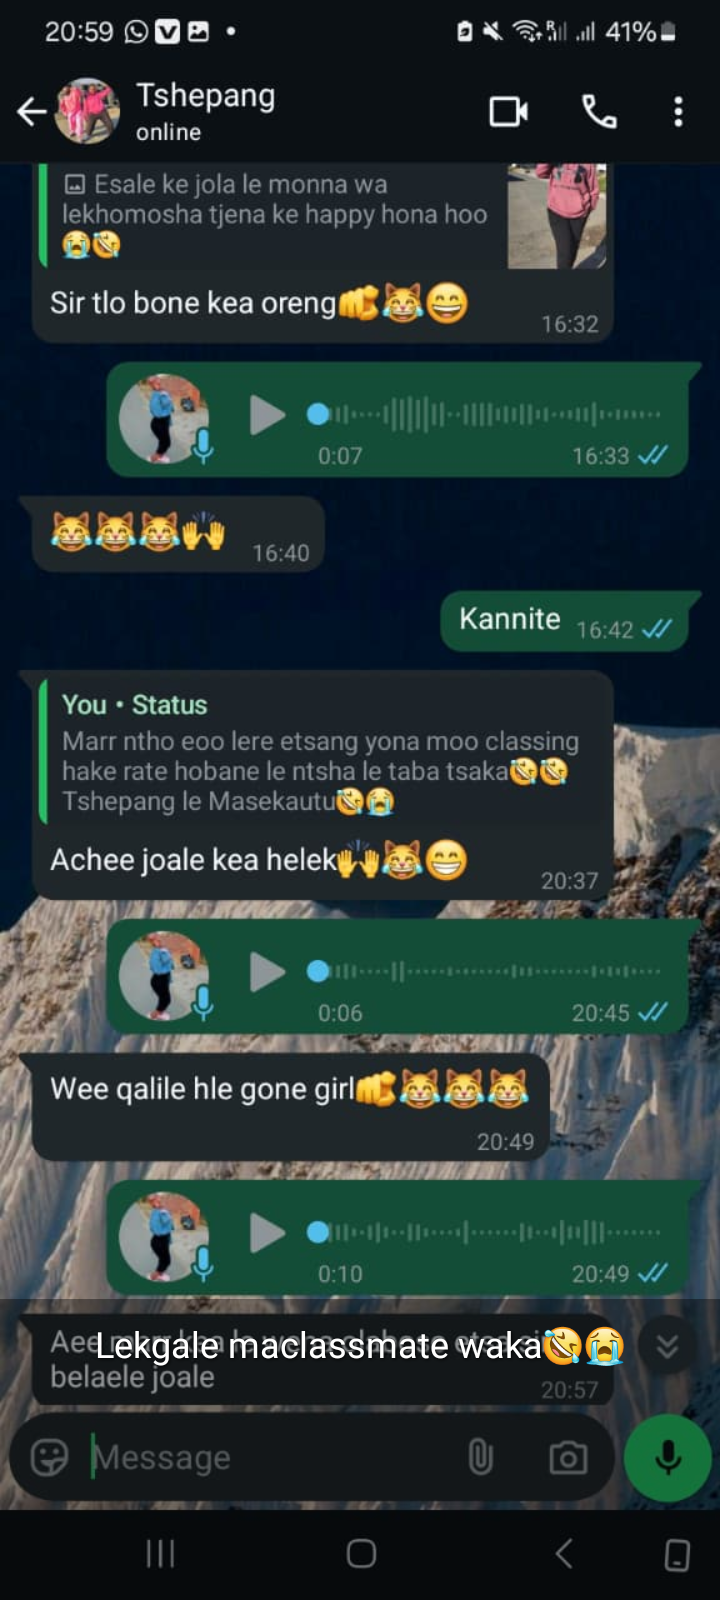 20:59
41%
Tshepang
online
Esale ke jola le monna wa
lekhomosha tjena ke happy hona hoo
😭🤣
Sir tlo bone kea oreng🫵😹😄
16:32
0:07
16:33
😹😹😹🙌
16:40
Kannite
16:42
You • Status
Marr ntho eoo lere etsang yona moo classing
hake rate hobane le ntsha le taba tsaka🤣🤣
Tshepang le Masekautu🤣😭
Achee joale kea helek🙌😹😁
20:37
0:06
20:45
Wee qalile hle gone girl🫵😹😹😹
20:49
0:10
20:49
Aee
Lekgale maclassmate waka🤣😭
belaele joale
20:57
Message